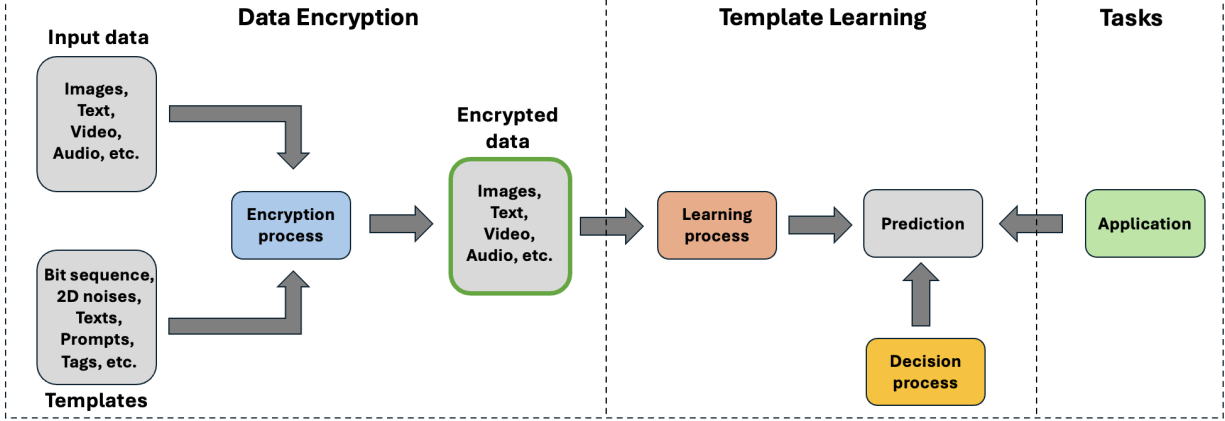 Data Encryption
Template Learning
Tasks
Input data
Images,
Text,
Video,
Audio, etc.
Encrypted
data
Images,
Text,
Video,
Audio, etc.
Encryption
process
Learning
process
Prediction
Application
Bit sequence,
2D noises,
Texts,
Prompts,
Tags, etc.
Templates
Decision
process